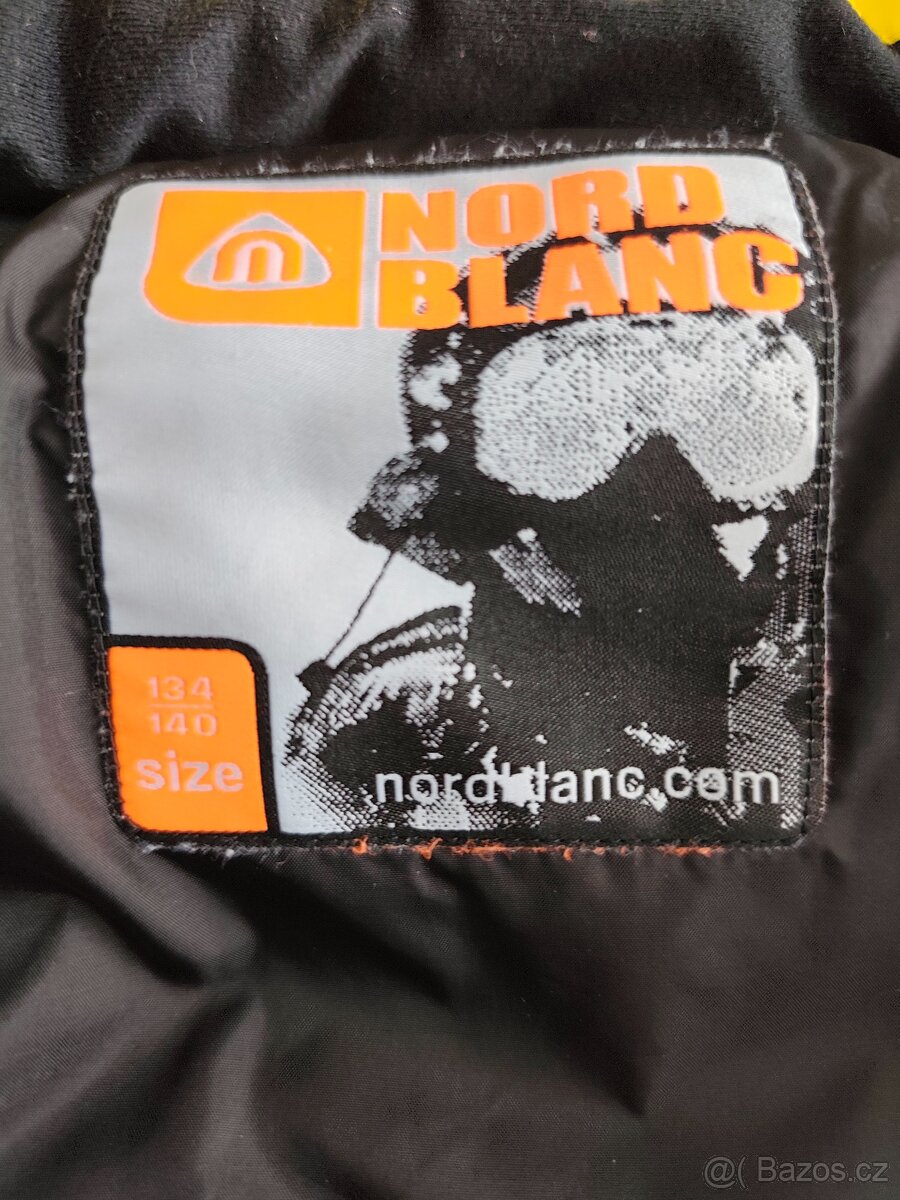 n
NORD
BLANC
134
140
size
nordblanc.com
@( Bazos.cz